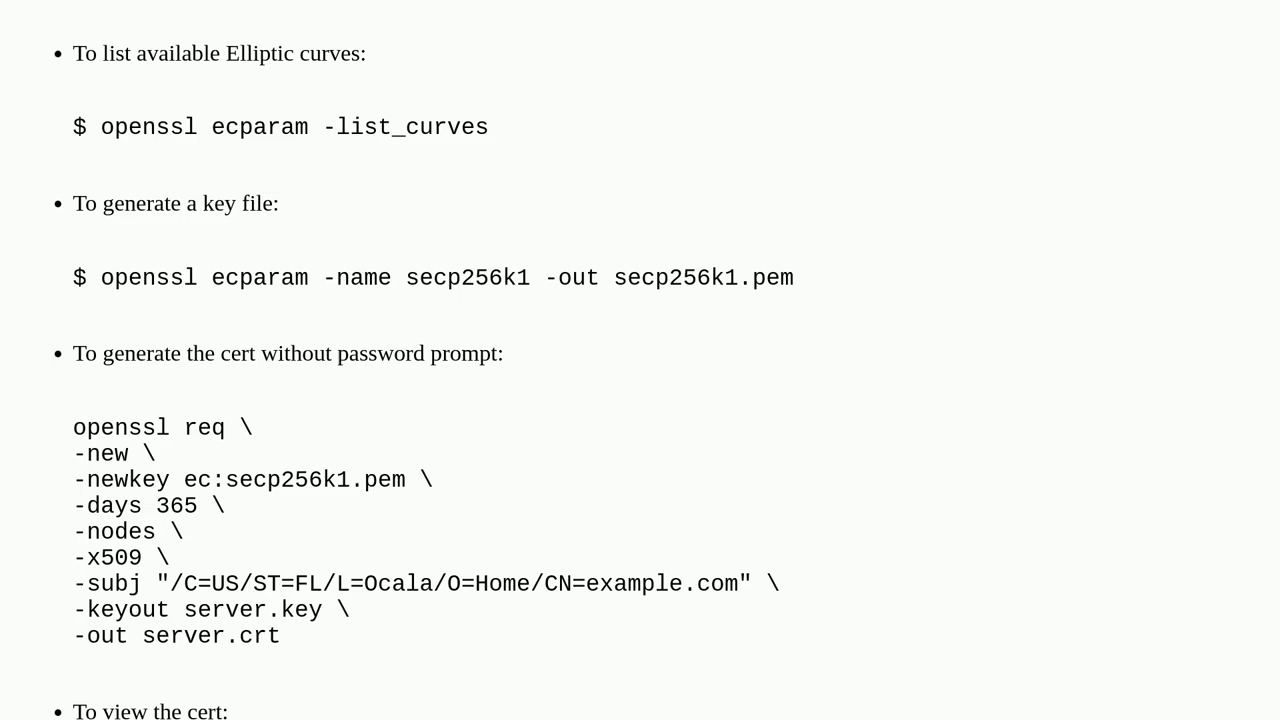 • To list available Elliptic curves:
$ openssl ecparam -list_curves
• To generate a key file:
$ openssl ecparam -name secp256k1 -out secp256k1.pem
• To generate the cert without password prompt:
openssl req \
-new \
-newkey ec:secp256k1.pem \
-days 365 \
-nodes \
-x509 \
-subj "/C=US/ST=FL/L=Ocala/O=Home/CN=example.com" \
-keyout server.key \
-out server.crt
• To view the cert: